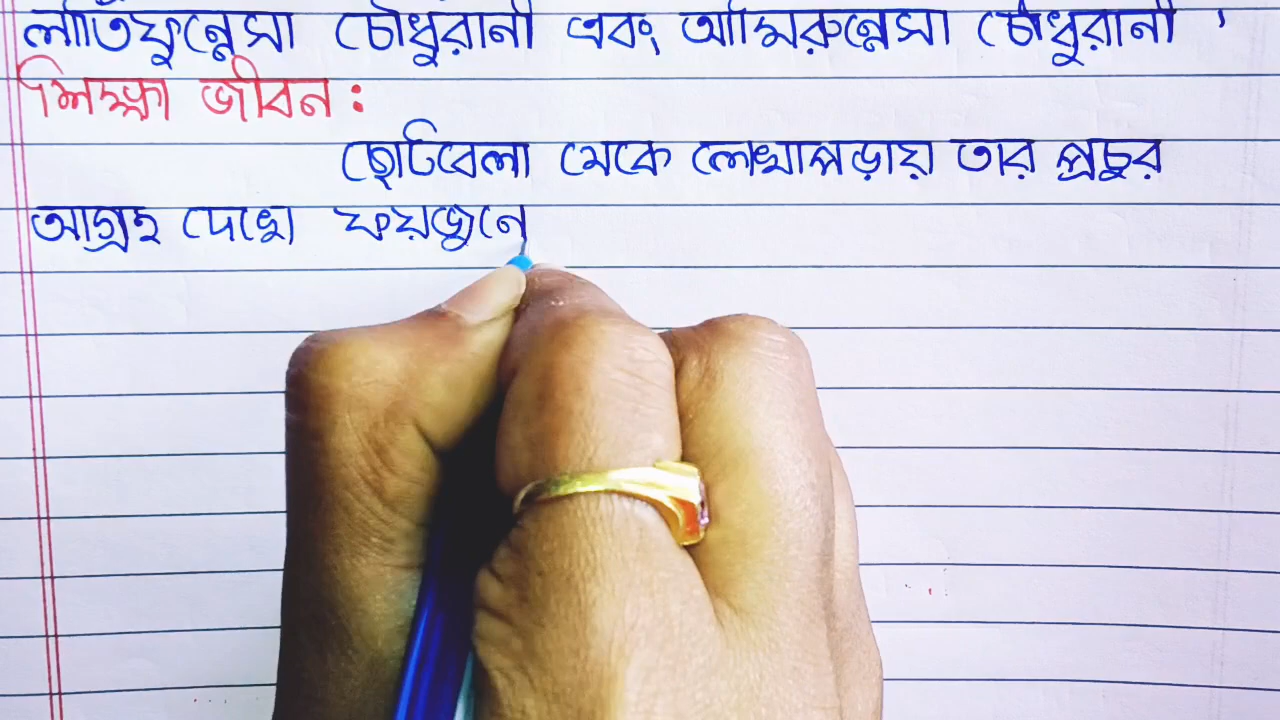 লতিফুন্নেসা চৌধুরানী এবং আমিরুন্নেসা চৌধুরানী ।
শিক্ষা জীবন :
ছোটবেলা থেকে লেখাপড়ায় তার প্রচুর
আগ্রহ দেখে ফয়জুনে